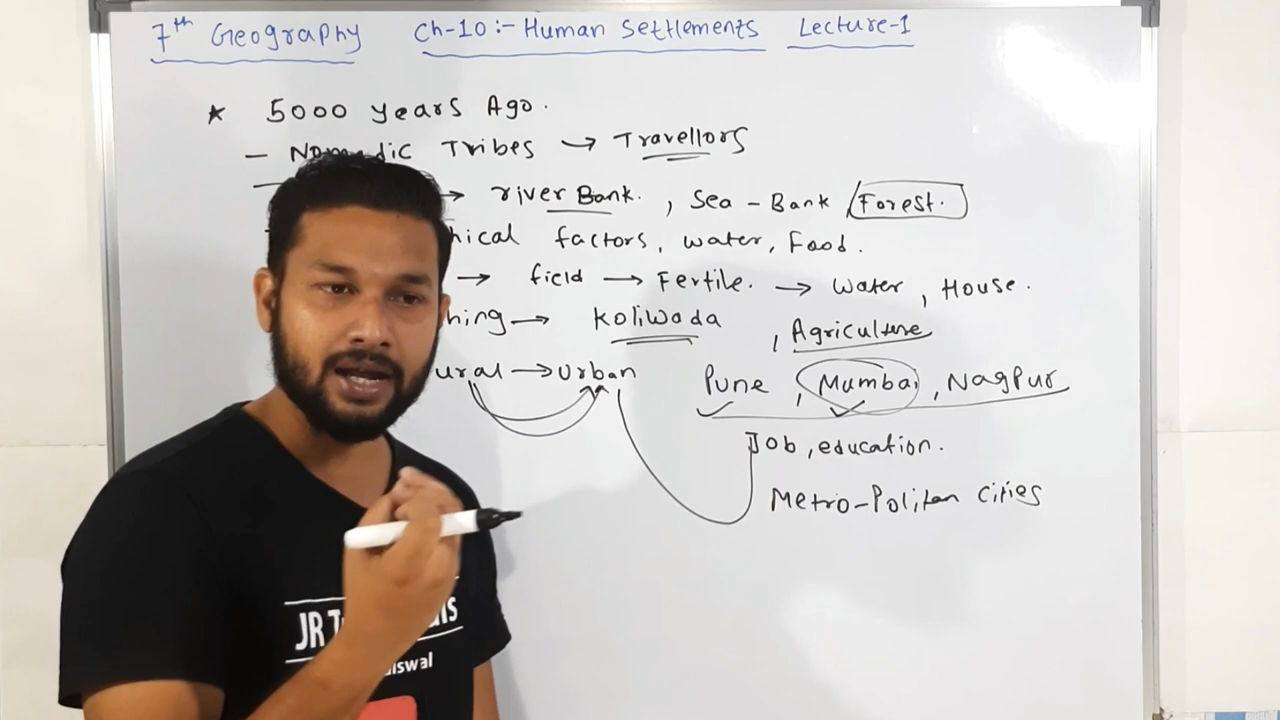 7th Geography Ch-10:- Human Settlements Lecture-1
* 5000 years Ago.
- Nomadic Tribes → Travellors
→ river Bank. , Sea-Bank Forest.
hical factors, water, Food.
→ field → Fertile. → Water , House.
hing → Koliwada , Agriculture
ural → Urban Pune , Mumbai , Nagpur
Job , education.
Metro-Politan cities
JR T
iswal